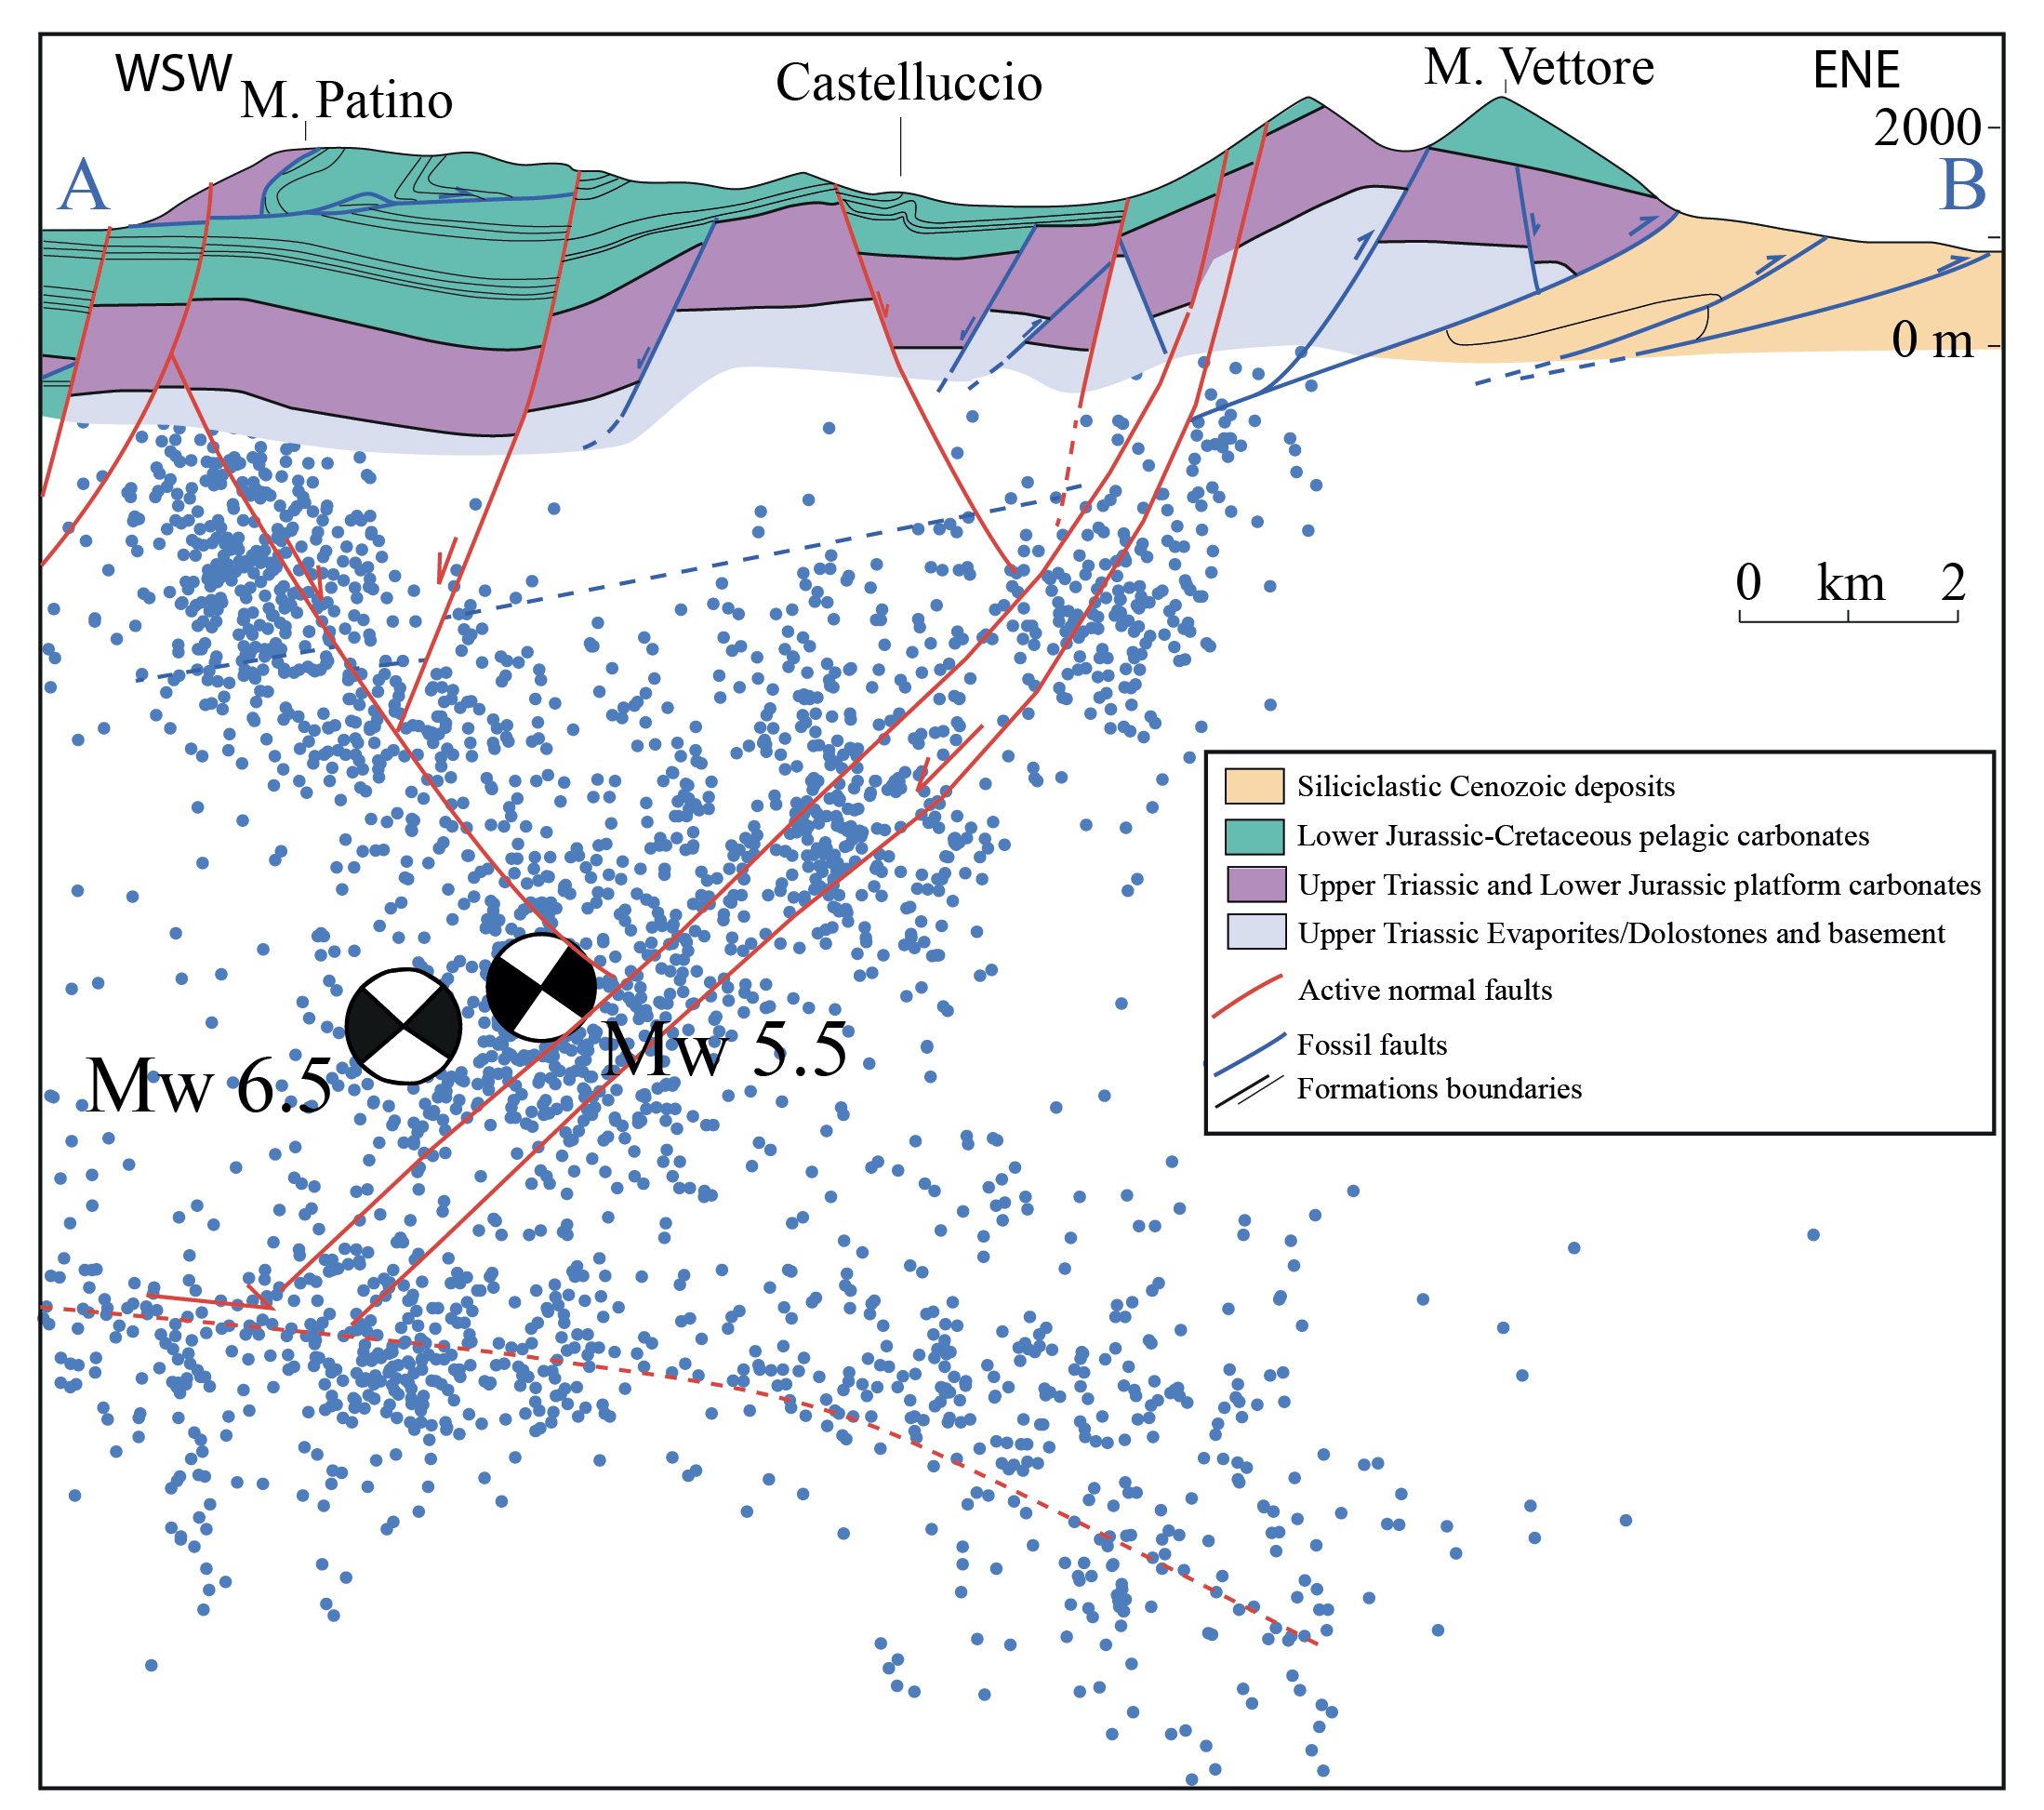 WSW
M. Patino
Castelluccio
M. Vettore
ENE
2000
A
B
0 m
0 km 2
Siliciclastic Cenozoic deposits
Lower Jurassic-Cretaceous pelagic carbonates
Upper Triassic and Lower Jurassic platform carbonates
Upper Triassic Evaporites/Dolostones and basement
Active normal faults
Fossil faults
Formations boundaries
Mw 5.5
Mw 6.5